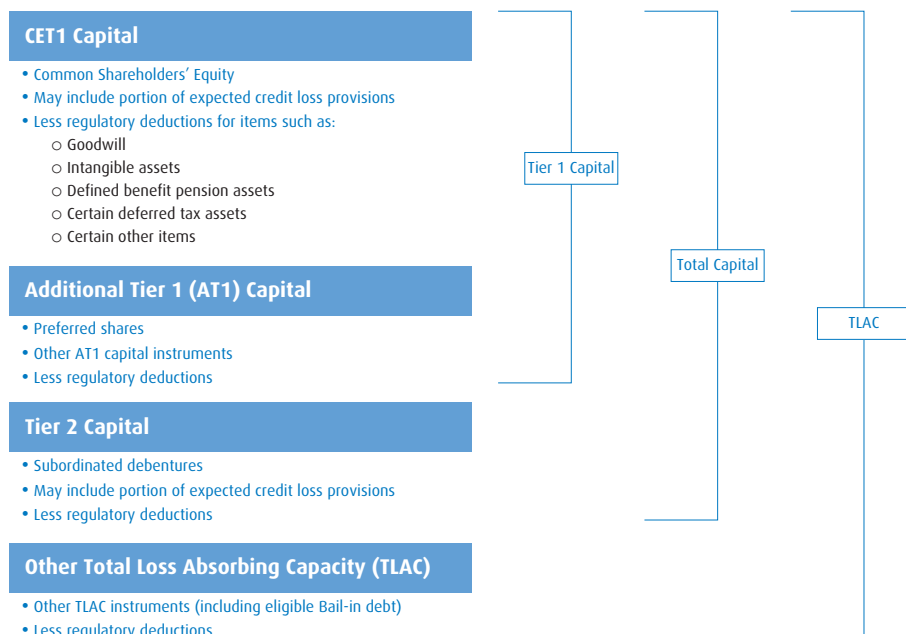 CET1 Capital
• Common Shareholders’ Equity
• May include portion of expected credit loss provisions
• Less regulatory deductions for items such as:
○ Goodwill
○ Intangible assets
○ Defined benefit pension assets
○ Certain deferred tax assets
○ Certain other items
Additional Tier 1 (AT1) Capital
• Preferred shares
• Other AT1 capital instruments
• Less regulatory deductions
Tier 2 Capital
• Subordinated debentures
• May include portion of expected credit loss provisions
• Less regulatory deductions
Other Total Loss Absorbing Capacity (TLAC)
• Other TLAC instruments (including eligible Bail-in debt)
• Less regulatory deductions
Tier 1 Capital
Total Capital
TLAC